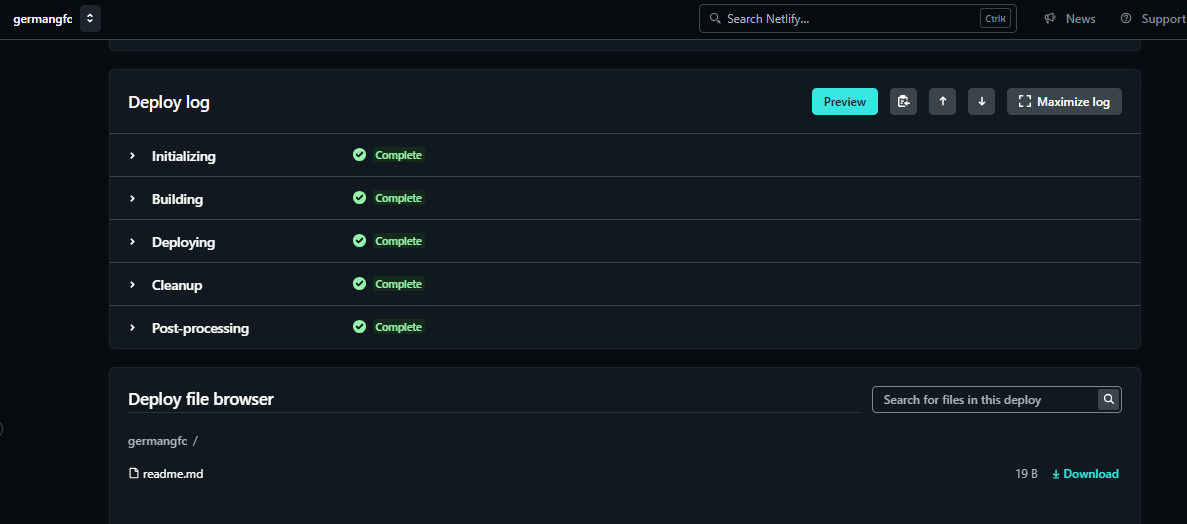 germangfc
Search Netlify... Ctrl K News Support
Deploy log
Preview Maximize log
Initializing Complete
Building Complete
Deploying Complete
Cleanup Complete
Post-processing Complete
Deploy file browser
Search for files in this deploy
germangfc /
readme.md 19 B Download